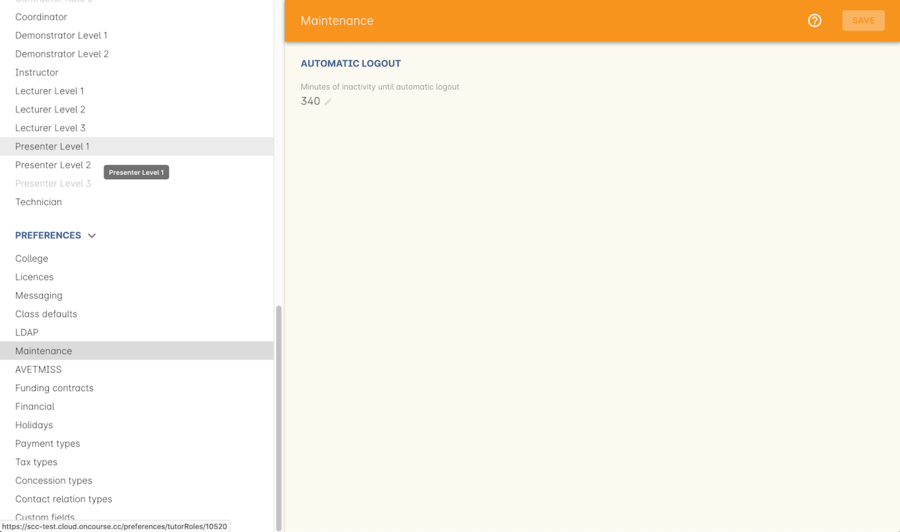 Contractor Rate 2
Coordinator
Demonstrator Level 1
Demonstrator Level 2
Instructor
Lecturer Level 1
Lecturer Level 2
Lecturer Level 3
Presenter Level 1
Presenter Level 2
Presenter Level 1
Presenter Level 3
Technician
PREFERENCES
College
Licences
Messaging
Class defaults
LDAP
Maintenance
AVETMISS
Funding contracts
Financial
Holidays
Payment types
Tax types
Concession types
Contact relation types
Custom fields
https://scc-test.cloud.oncourse.cc/preferences/tutorRoles/10520
Maintenance
SAVE
AUTOMATIC LOGOUT
Minutes of inactivity until automatic logout
340